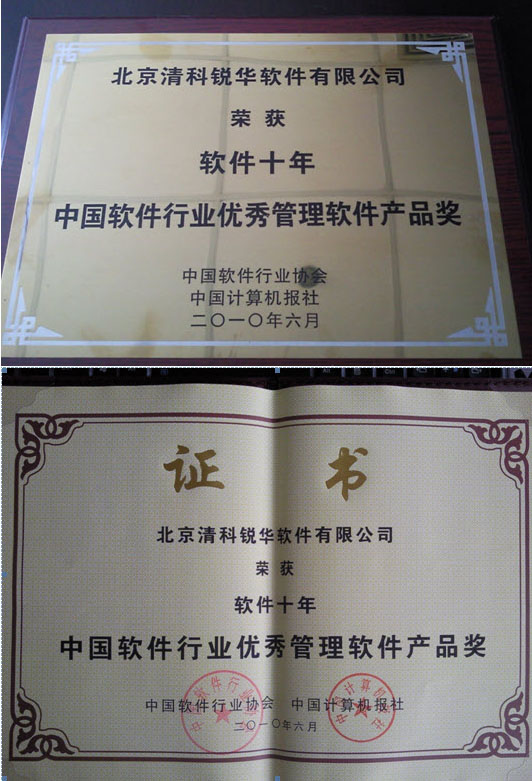 北京清科锐华软件有限公司
荣获
软件十年
中国软件行业优秀管理软件产品奖
中国软件行业协会
中国计算机报社
二〇一〇年六月
证书
北京清科锐华软件有限公司
荣获
软件十年
中国软件行业优秀管理软件产品奖
中国软件行业协会 中国计算机报社
二〇一〇年六月